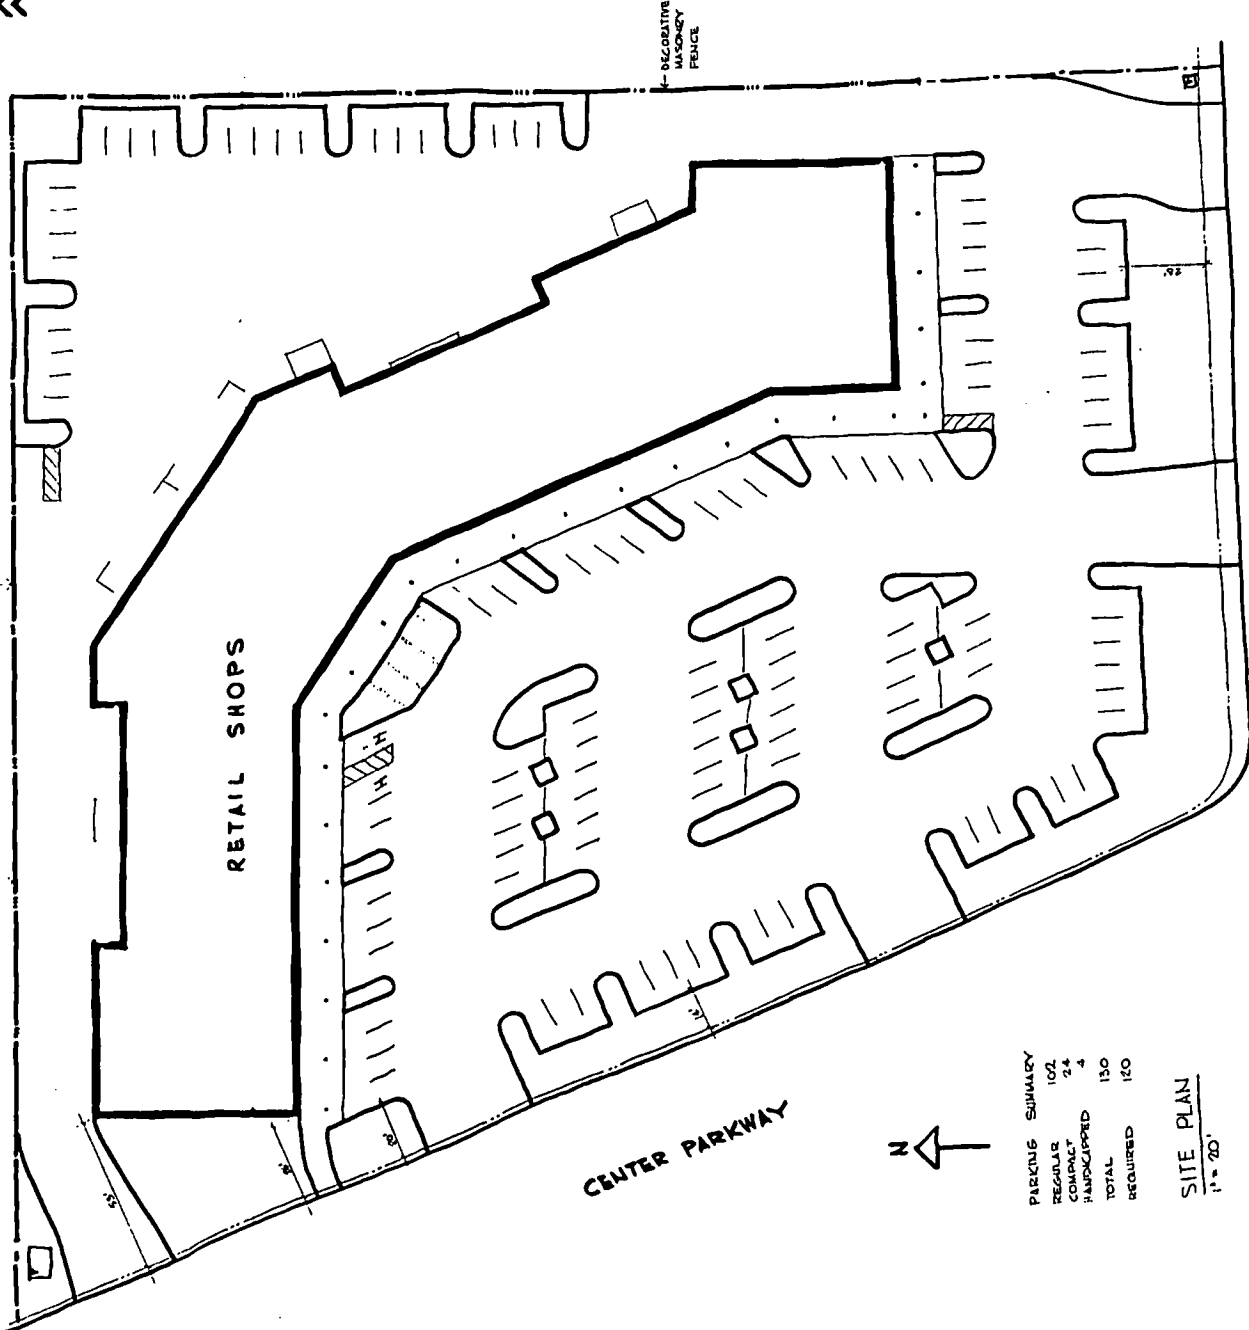 DECORATIVE
MASONRY
FENCE
RETAIL SHOPS
H
H
CENTER PARKWAY
N
PARKING SUMMARY
REGULAR 102
COMPACT 24
HANDICAPPED 4
TOTAL 130
REQUIRED 120
SITE PLAN
1" = 20'